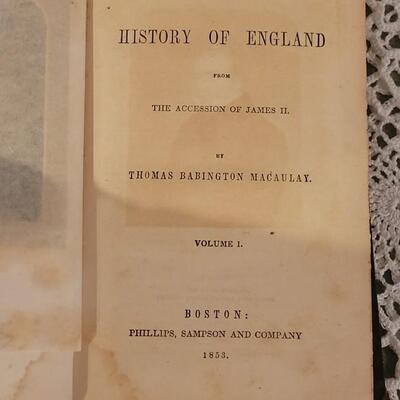 HISTORY OF ENGLAND
FROM
THE ACCESSION OF JAMES II.
BY
THOMAS BABINGTON MACAULAY.
VOLUME I.
BOSTON:
PHILLIPS, SAMPSON AND COMPANY
1853.